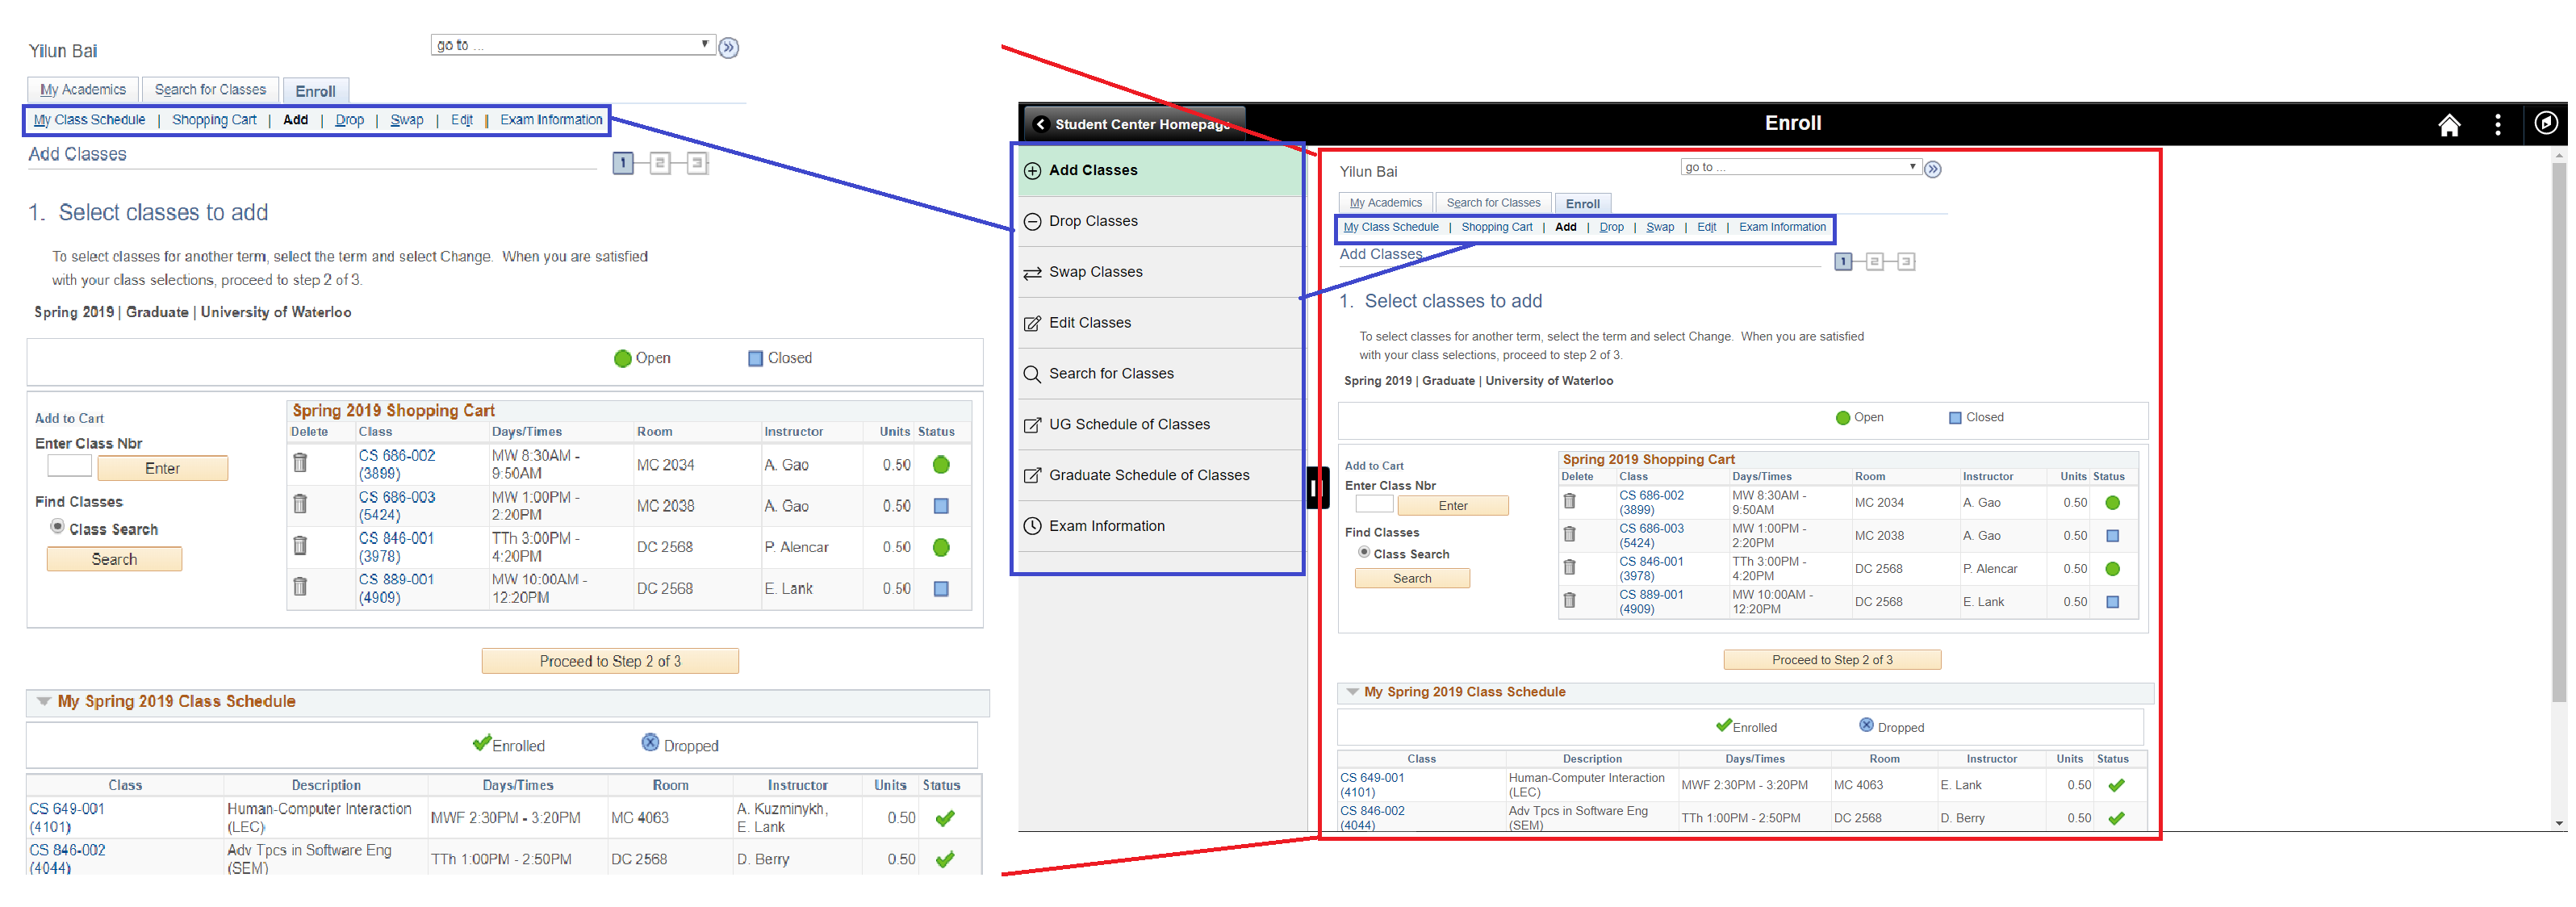 Yilun Bai
go to ...
My Academics Search for Classes Enroll
My Class Schedule | Shopping Cart | Add | Drop | Swap | Edit || Exam Information
Add Classes
1 2 3
1. Select classes to add
To select classes for another term, select the term and select Change. When you are satisfied
with your class selections, proceed to step 2 of 3.
Spring 2019 | Graduate | University of Waterloo
Open Closed
Add to Cart
Enter Class Nbr
Enter
Find Classes
Class Search
Search
Spring 2019 Shopping Cart
Delete Class Days/Times Room Instructor Units Status
CS 686-002 MW 8:30AM -
(3899) 9:50AM MC 2034 A. Gao 0.50
CS 686-003 MW 1:00PM -
(5424) 2:20PM MC 2038 A. Gao 0.50
CS 846-001 TTh 3:00PM -
(3978) 4:20PM DC 2568 P. Alencar 0.50
CS 889-001 MW 10:00AM -
(4909) 12:20PM DC 2568 E. Lank 0.50
Proceed to Step 2 of 3
My Spring 2019 Class Schedule
Enrolled Dropped
Class Description Days/Times Room Instructor Units Status
CS 649-001 Human-Computer Interaction A. Kuzminykh,
(4101) (LEC) MWF 2:30PM - 3:20PM MC 4063 E. Lank 0.50
CS 846-002 Adv Tpcs in Software Eng
(4044) (SEM) TTh 1:00PM - 2:50PM DC 2568 D. Berry 0.50
Student Center Homepage
Enroll
Add Classes
Drop Classes
Swap Classes
Edit Classes
Search for Classes
UG Schedule of Classes
Graduate Schedule of Classes
Exam Information
Yilun Bai
go to ...
My Academics Search for Classes Enroll
My Class Schedule | Shopping Cart | Add | Drop | Swap | Edit | Exam Information
Add Classes
1 2 3
1. Select classes to add
To select classes for another term, select the term and select Change. When you are satisfied
with your class selections, proceed to step 2 of 3.
Spring 2019 | Graduate | University of Waterloo
Open Closed
Add to Cart
Enter Class Nbr
Enter
Find Classes
Class Search
Search
Spring 2019 Shopping Cart
Delete Class Days/Times Room Instructor Units Status
CS 686-002 MW 8:30AM -
(3899) 9:50AM MC 2034 A. Gao 0.50
CS 686-003 MW 1:00PM -
(5424) 2:20PM MC 2038 A. Gao 0.50
CS 846-001 TTh 3:00PM -
(3978) 4:20PM DC 2568 P. Alencar 0.50
CS 889-001 MW 10:00AM -
(4909) 12:20PM DC 2568 E. Lank 0.50
Proceed to Step 2 of 3
My Spring 2019 Class Schedule
Enrolled Dropped
Class Description Days/Times Room Instructor Units Status
CS 649-001 Human-Computer Interaction
(4101) (LEC) MWF 2:30PM - 3:20PM MC 4063 E. Lank 0.50
CS 846-002 Adv Tpcs in Software Eng
(4044) (SEM) TTh 1:00PM - 2:50PM DC 2568 D. Berry 0.50